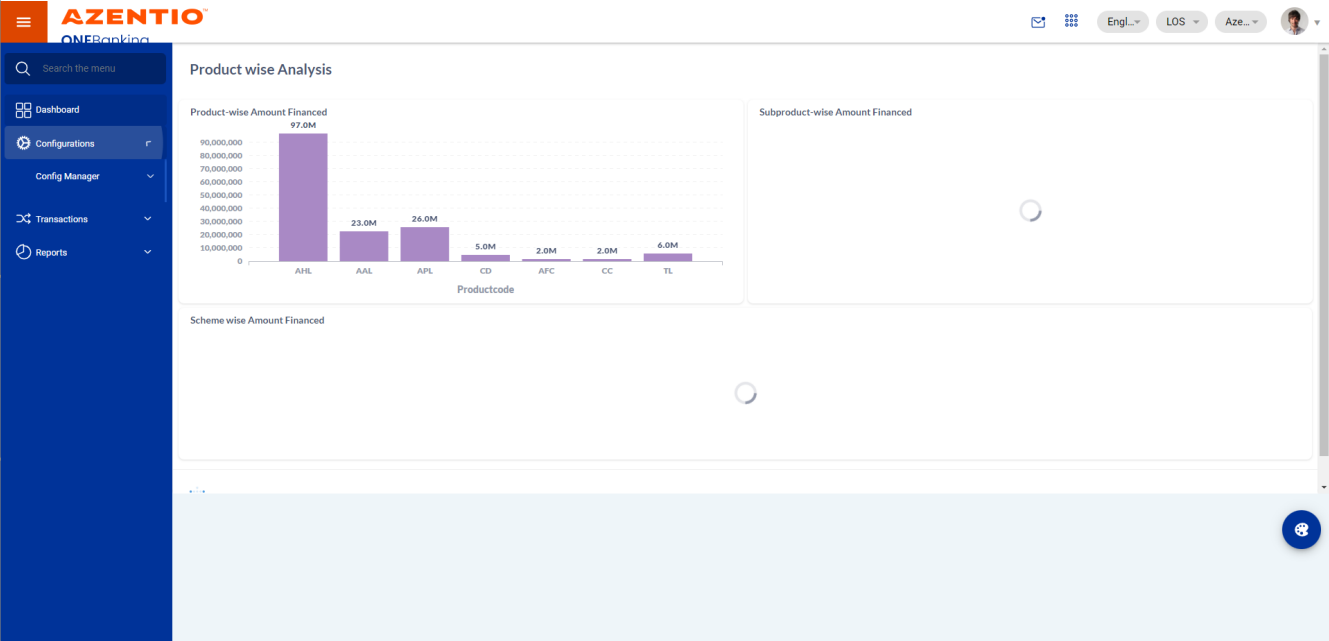 AZENTIO™
ONEBanking
Engl...
LOS
Aze...
Search the menu
Dashboard
Configurations
Config Manager
Transactions
Reports
Product wise Analysis
Product-wise Amount Financed
97.0M
90,000,000
80,000,000
70,000,000
60,000,000
50,000,000
40,000,000
30,000,000
20,000,000
10,000,000
0
23.0M
26.0M
5.0M
2.0M
2.0M
6.0M
AHL AAL APL CD AFC CC TL
Productcode
Subproduct-wise Amount Financed
Scheme wise Amount Financed